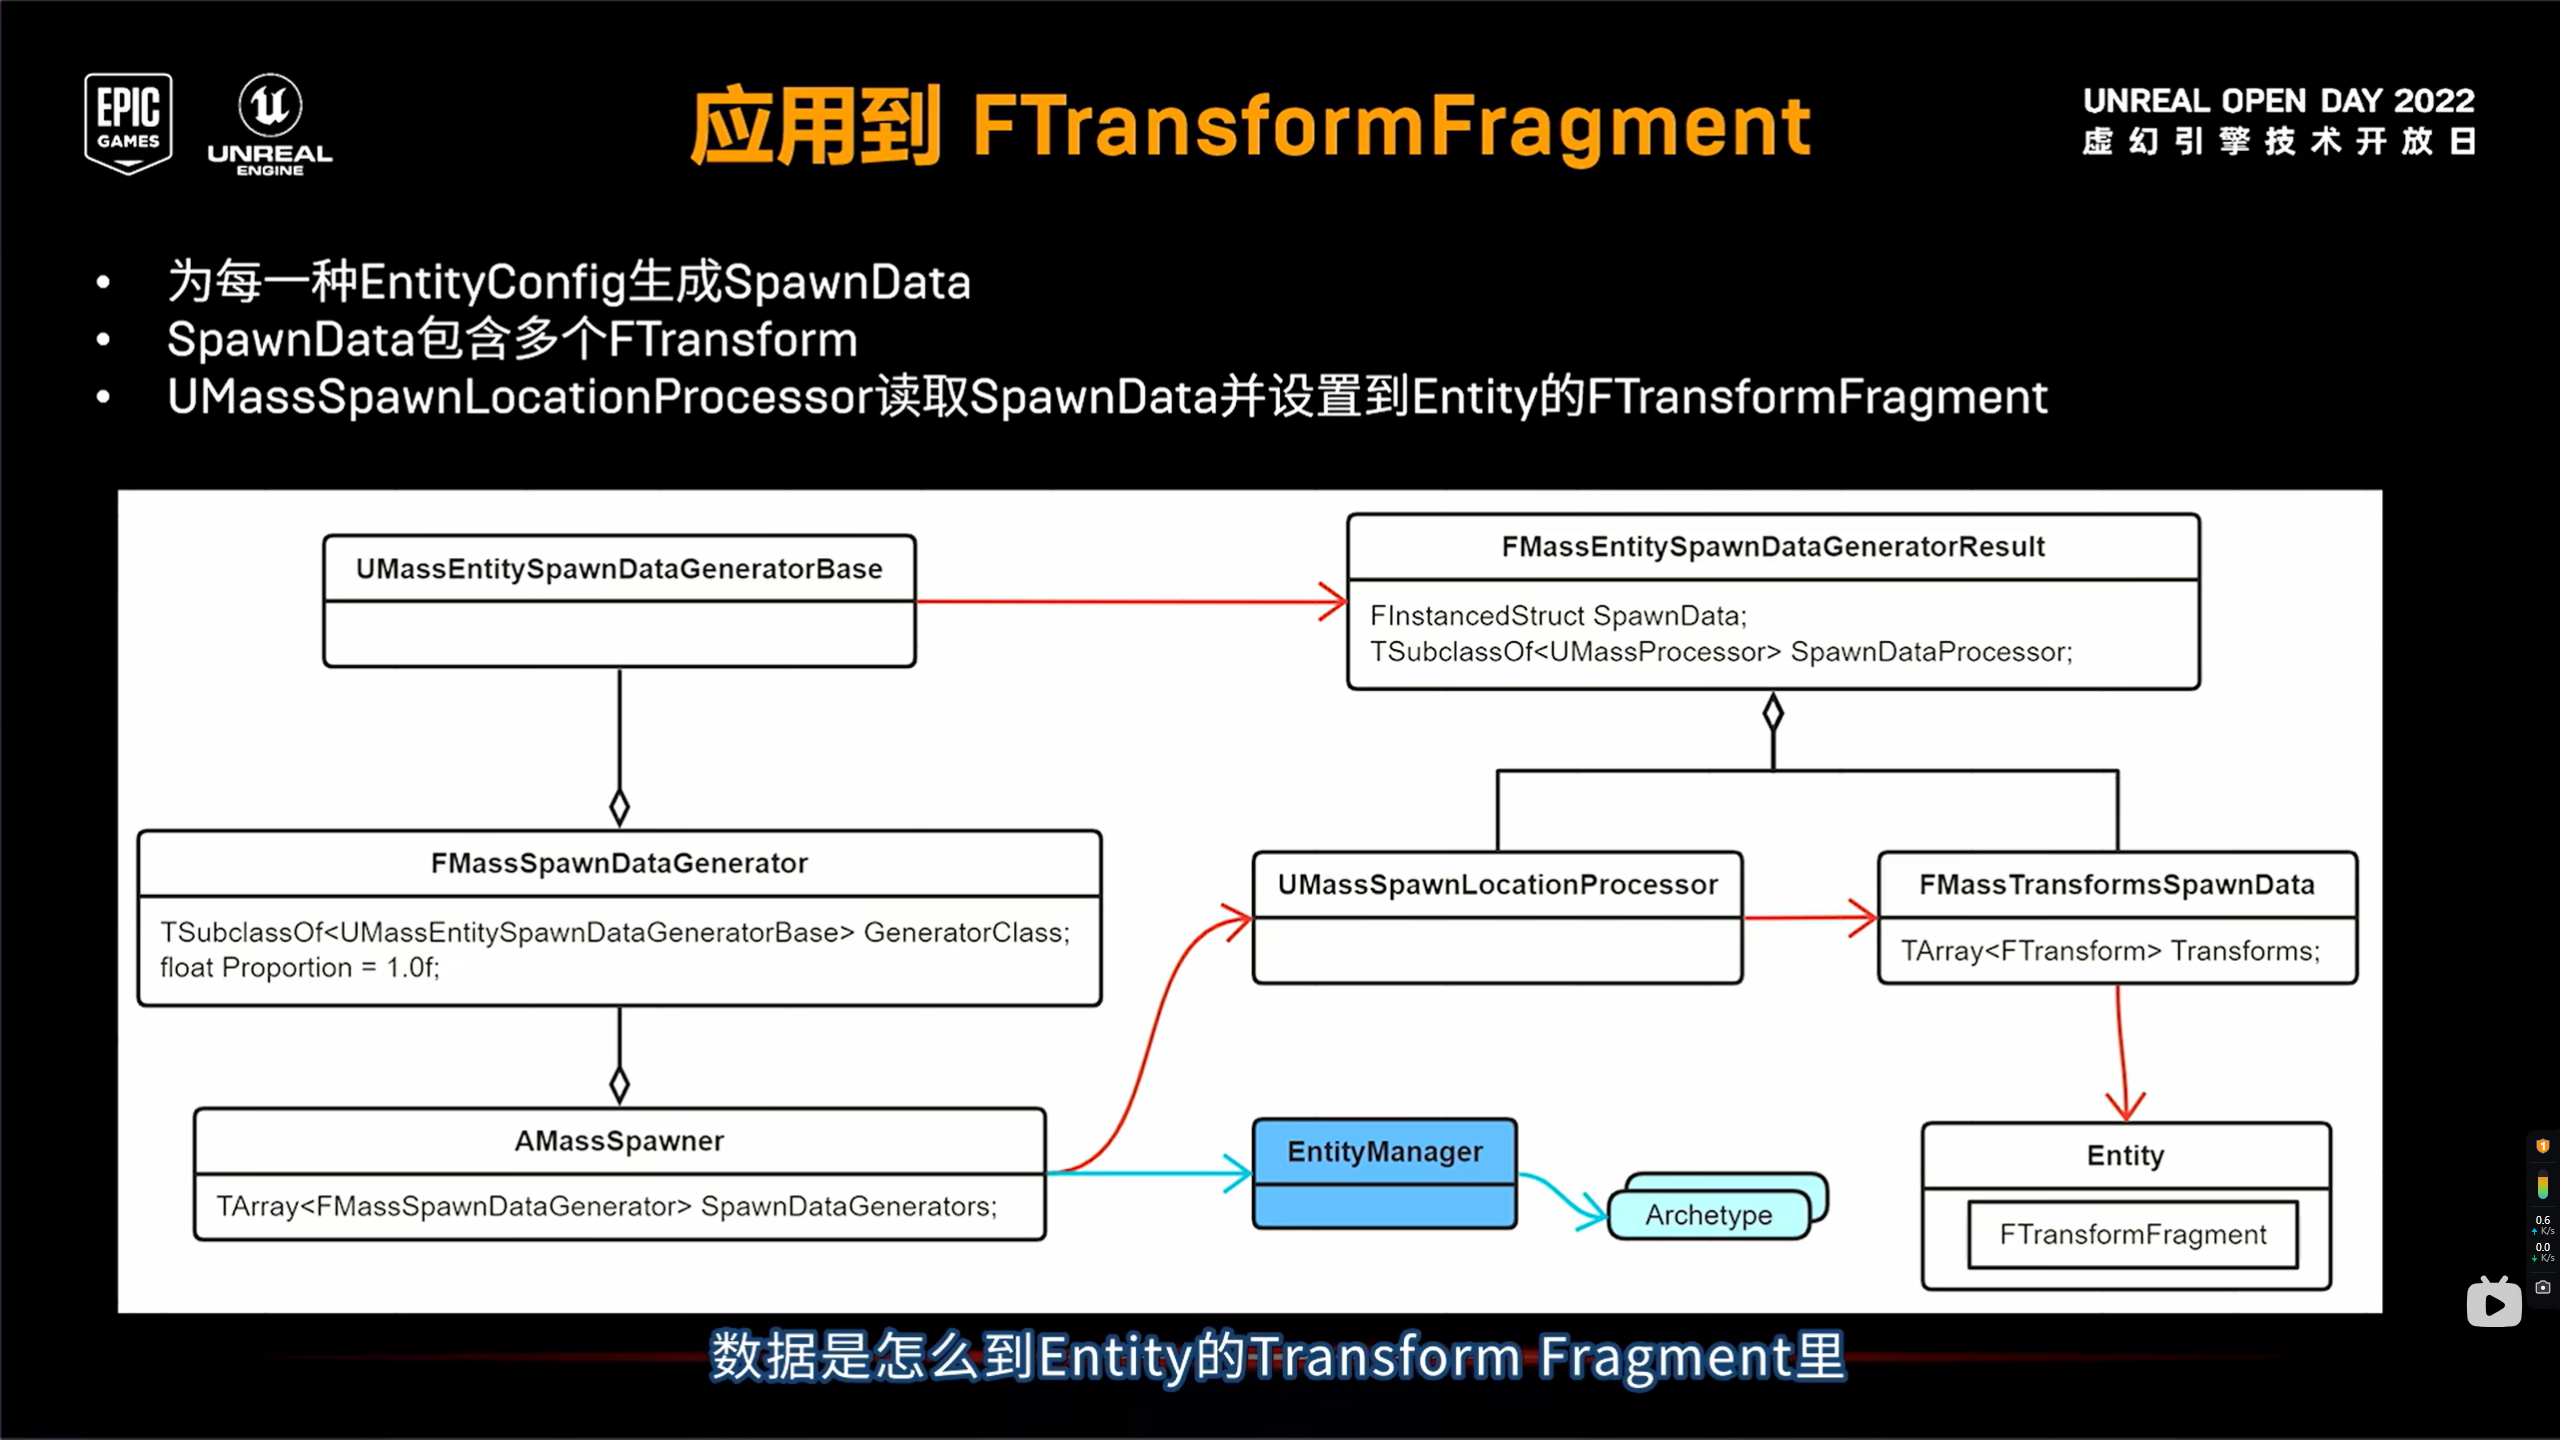 EPIC
GAMES
UNREAL
ENGINE
应用到 FTransformFragment
UNREAL OPEN DAY 2022
虚幻引擎技术开放日
• 为每一种EntityConfig生成SpawnData
• SpawnData包含多个FTransform
• UMassSpawnLocationProcessor读取SpawnData并设置到Entity的FTransformFragment
UMassEntitySpawnDataGeneratorBase
FMassEntitySpawnDataGeneratorResult
FInstancedStruct SpawnData;
TSubclassOf<UMassProcessor> SpawnDataProcessor;
FMassSpawnDataGenerator
TSubclassOf<UMassEntitySpawnDataGeneratorBase> GeneratorClass;
float Proportion = 1.0f;
UMassSpawnLocationProcessor
FMassTransformsSpawnData
TArray<FTransform> Transforms;
AMassSpawner
TArray<FMassSpawnDataGenerator> SpawnDataGenerators;
EntityManager
Archetype
Entity
FTransformFragment
1
0.6
K/s
0.0
K/s
数据是怎么到Entity的Transform Fragment里